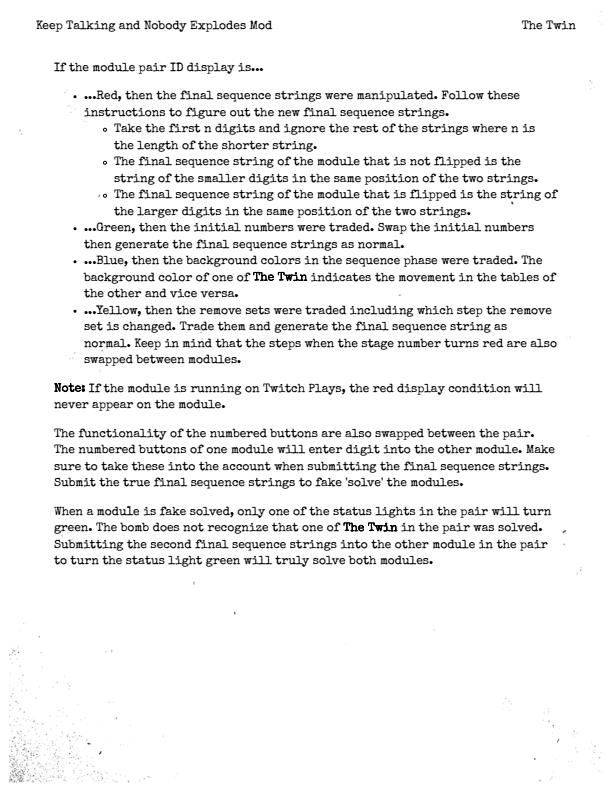 Keep Talking and Nobody Explodes Mod The Twin
If the module pair ID display is...
• ...Red, then the final sequence strings were manipulated. Follow these
instructions to figure out the new final sequence strings.
o Take the first n digits and ignore the rest of the strings where n is
the length of the shorter string.
o The final sequence string of the module that is not flipped is the
string of the smaller digits in the same position of the two strings.
o The final sequence string of the module that is flipped is the string of
the larger digits in the same position of the two strings.
• ...Green, then the initial numbers were traded. Swap the initial numbers
then generate the final sequence strings as normal.
• ...Blue, then the background colors in the sequence phase were traded. The
background color of one of The Twin indicates the movement in the tables of
the other and vice versa.
• ...Yellow, then the remove sets were traded including which step the remove
set is changed. Trade them and generate the final sequence string as
normal. Keep in mind that the steps when the stage number turns red are also
swapped between modules.
Note: If the module is running on Twitch Plays, the red display condition will
never appear on the module.
The functionality of the numbered buttons are also swapped between the pair.
The numbered buttons of one module will enter digit into the other module. Make
sure to take these into the account when submitting the final sequence strings.
Submit the true final sequence strings to fake 'solve' the modules.
When a module is fake solved, only one of the status lights in the pair will turn
green. The bomb does not recognize that one of The Twin in the pair was solved.
Submitting the second final sequence strings into the other module in the pair
to turn the status light green will truly solve both modules.